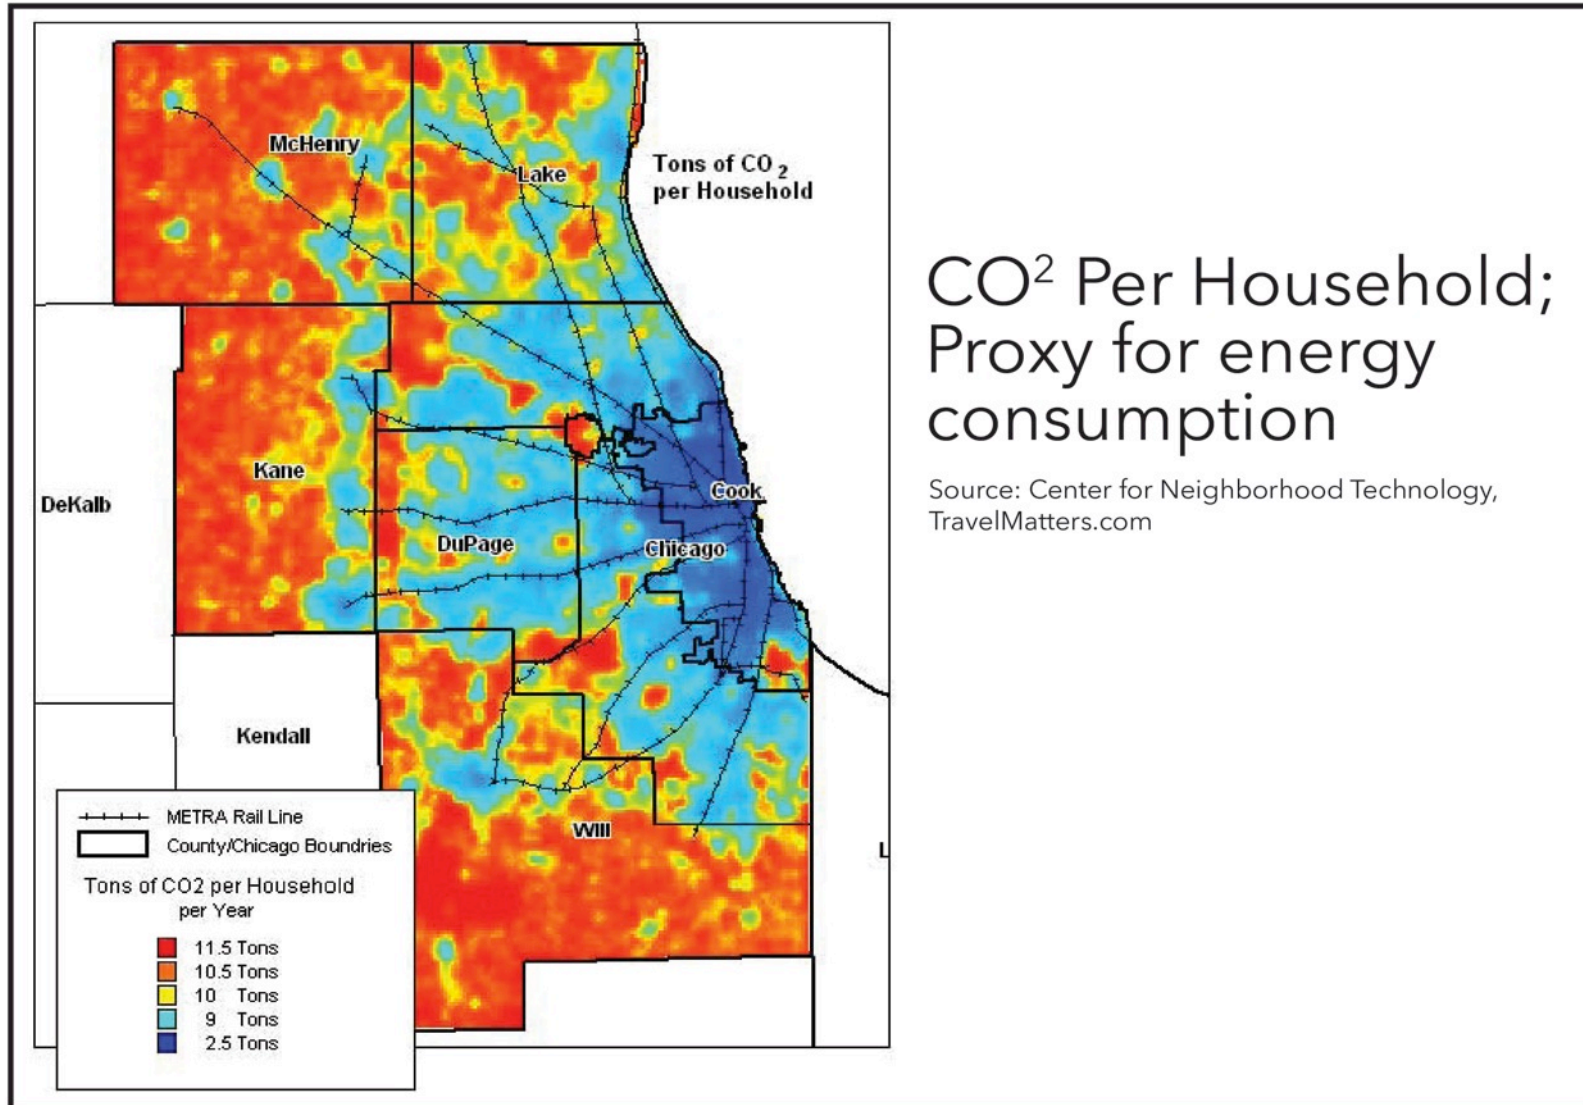 McHenry
Lake
Tons of CO 2
per Household
Kane
DeKalb
Cook
DuPage
Chicago
Kendall
Will
L
METRA Rail Line
County/Chicago Boundries
Tons of CO2 per Household
per Year
11.5 Tons
10.5 Tons
10 Tons
9 Tons
2.5 Tons
CO² Per Household;
Proxy for energy
consumption
Source: Center for Neighborhood Technology,
TravelMatters.com